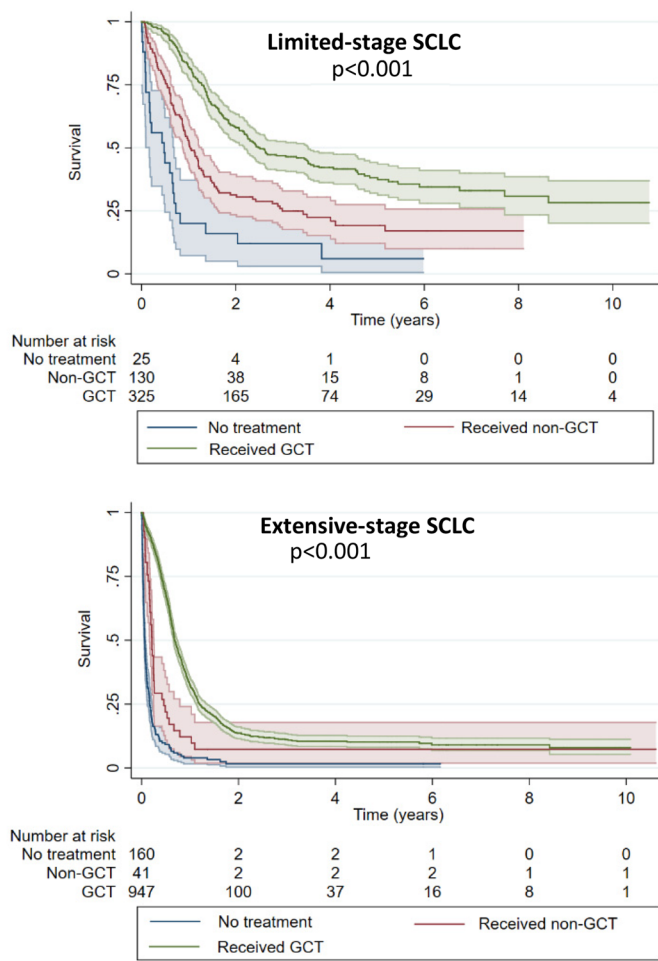 Limited-stage SCLC
p<0.001
Survival
1
.75
.5
.25
0
0 2 4 6 8 10
Time (years)
Number at risk
No treatment 25 4 1 0 0 0
Non-GCT 130 38 15 8 1 0
GCT 325 165 74 29 14 4
No treatment Received non-GCT
Received GCT
Extensive-stage SCLC
p<0.001
Survival
1
.75
.5
.25
0
0 2 4 6 8 10
Time (years)
Number at risk
No treatment 160 2 2 1 0 0
Non-GCT 41 2 2 2 1 1
GCT 947 100 37 16 8 1
No treatment Received non-GCT
Received GCT